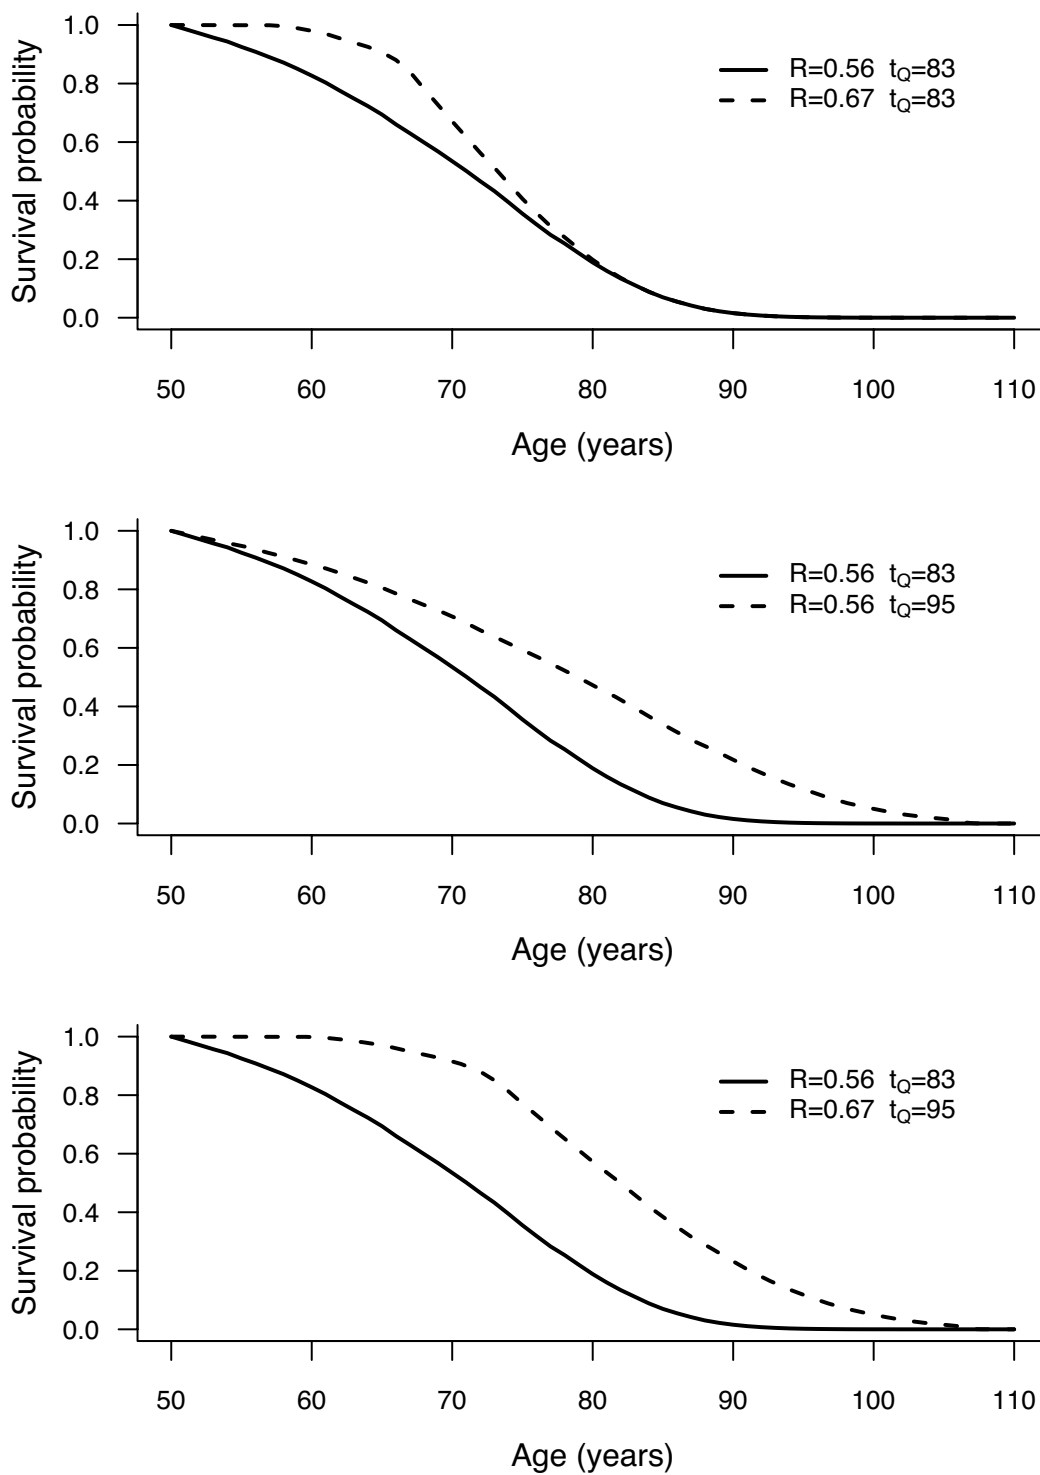 Survival probability
1.0
0.8
0.6
0.4
0.2
0.0
R=0.56 t_Q=83
R=0.67 t_Q=83
50 60 70 80 90 100 110
Age (years)
Survival probability
1.0
0.8
0.6
0.4
0.2
0.0
R=0.56 t_Q=83
R=0.56 t_Q=95
50 60 70 80 90 100 110
Age (years)
Survival probability
1.0
0.8
0.6
0.4
0.2
0.0
R=0.56 t_Q=83
R=0.67 t_Q=95
50 60 70 80 90 100 110
Age (years)